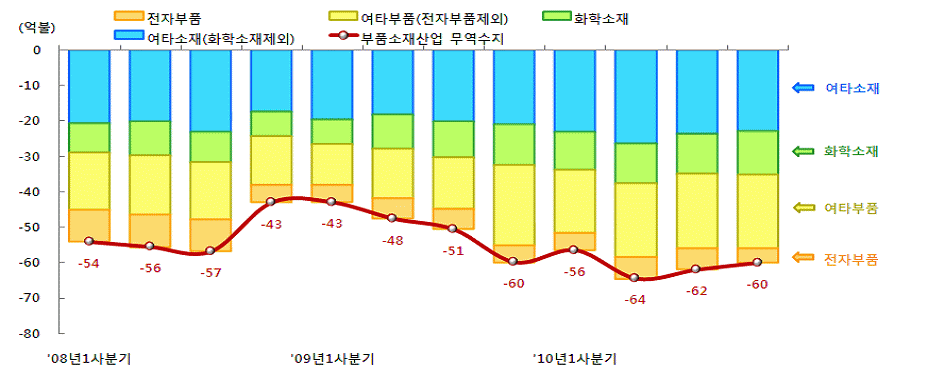 전자부품 여타부품(전자부품제외) 화학소재
(억불)
여타소재(화학소재제외) 부품소재산업 무역수지
0
-10
-20
-30
-40
-50
-60
-70
-80
여타소재
화학소재
여타부품
전자부품
-54 -56 -57 -43 -43 -48 -51 -60 -56 -64 -62 -60
'08년1사분기 '09년1사분기 '10년1사분기